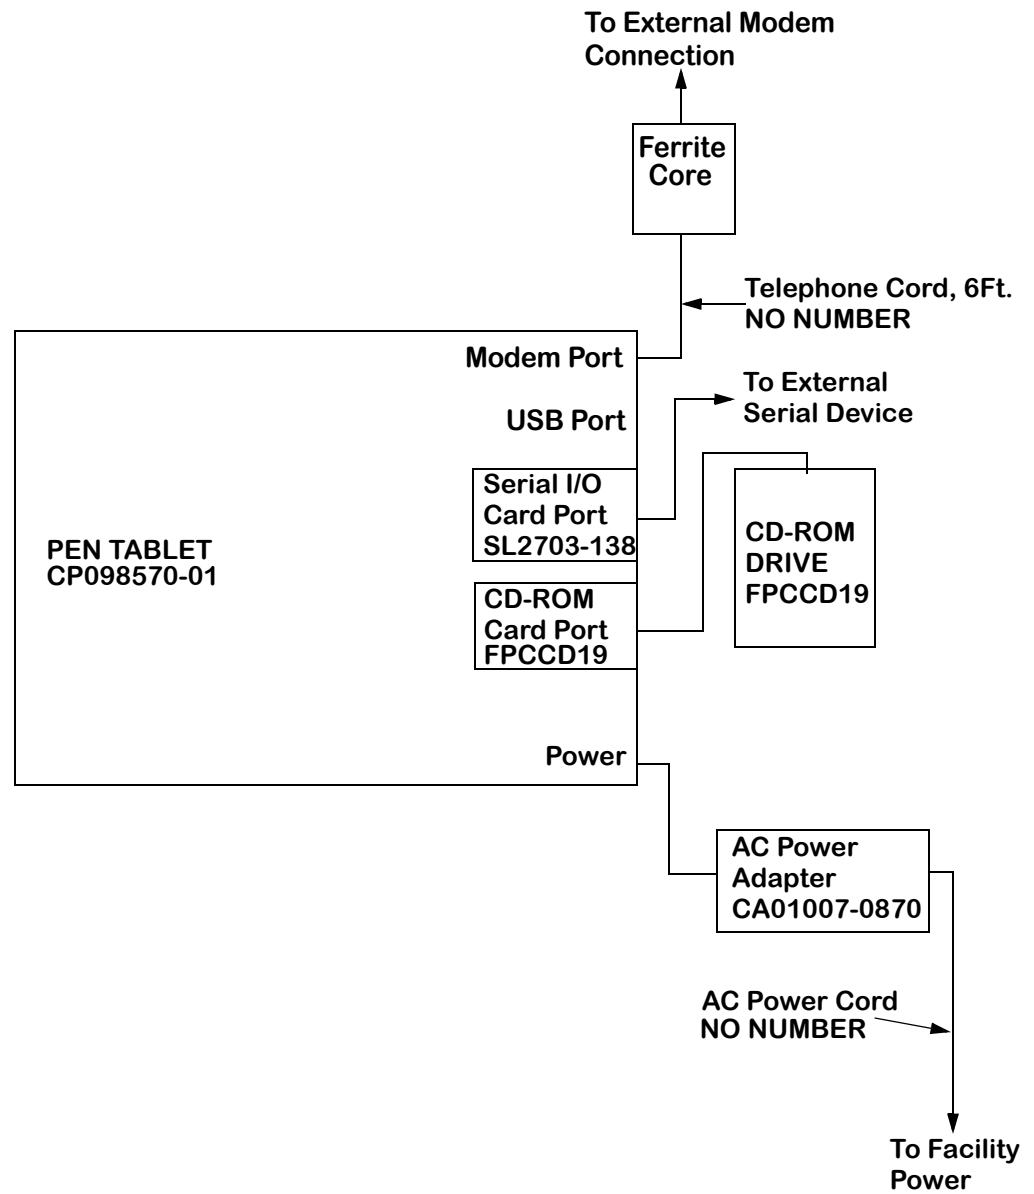 To External Modem
Connection
Ferrite
Core
Telephone Cord, 6Ft.
NO NUMBER
Modem Port
To External
Serial Device
USB Port
Serial I/O
Card Port
SL2703-138
CD-ROM
DRIVE
FPCCD19
PEN TABLET
CP098570-01
CD-ROM
Card Port
FPCCD19
Power
AC Power
Adapter
CA01007-0870
AC Power Cord
NO NUMBER
To Facility
Power